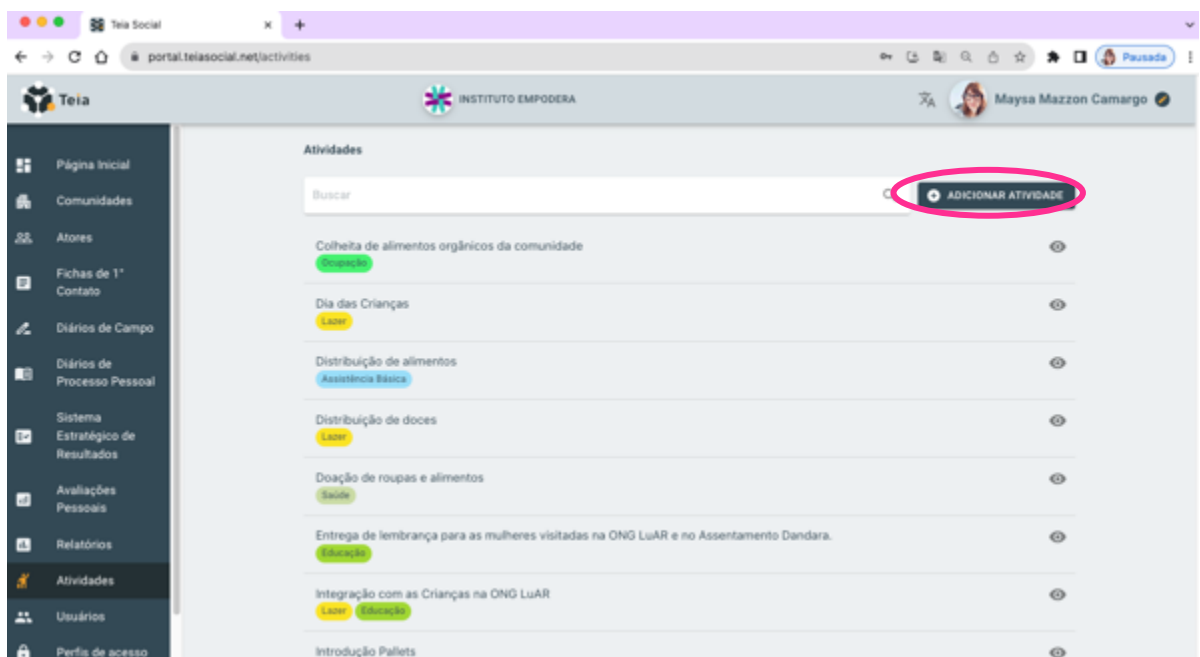 Teia Social
portal.teiasocial.net/activities
Pausada
Teia
INSTITUTO EMPODERA
Maysa Mazzon Camargo
Página Inicial
Comunidades
Atores
Fichas de 1°
Contato
Diários de Campo
Diários de
Processo Pessoal
Sistema
Estratégico de
Resultados
Avaliações
Pessoais
Relatórios
Atividades
Usuários
Perfis de acesso
Atividades
Buscar
ADICIONAR ATIVIDADE
Colheita de alimentos orgânicos da comunidade
Ocupação
Dia das Crianças
Lazer
Distribuição de alimentos
Assistência Básica
Distribuição de doces
Lazer
Doação de roupas e alimentos
Saúde
Entrega de lembrança para as mulheres visitadas na ONG LuAR e no Assentamento Dandara.
Educação
Integração com as Crianças na ONG LuAR
Lazer Educação
Introdução Pallets